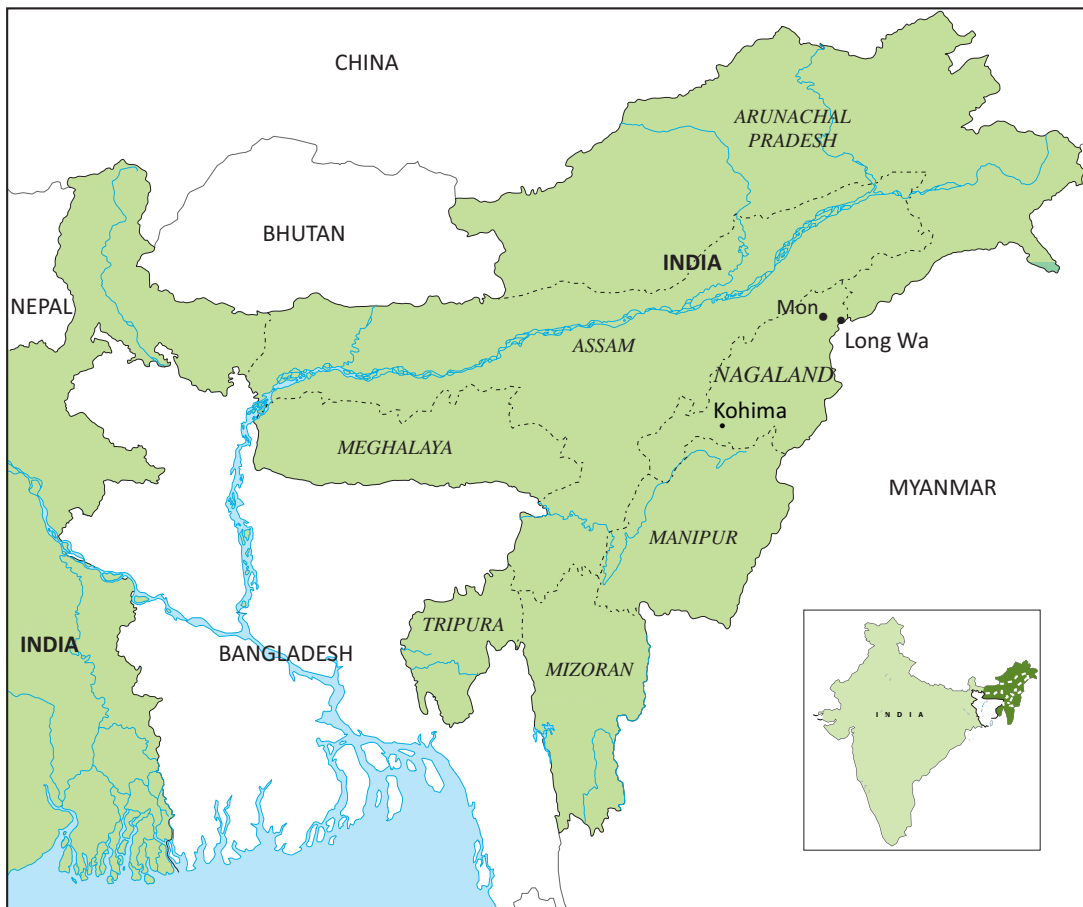 CHINA
ARUNACHAL
PRADESH
BHUTAN
INDIA
NEPAL
Mon
Long Wa
ASSAM
NAGALAND
Kohima
MEGHALAYA
MYANMAR
MANIPUR
TRIPURA
INDIA
BANGLADESH
MIZORAN
INDIA